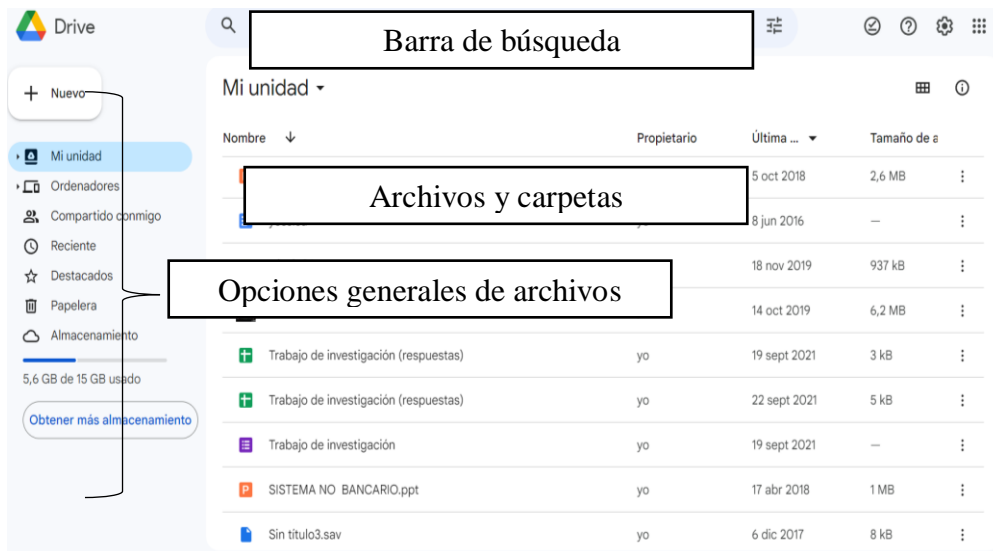 Drive
Barra de búsqueda
Nuevo
Mi unidad
Nombre Propietario Última ... Tamaño de a
Mi unidad
Ordenadores
5 oct 2018 2,6 MB
Archivos y carpetas
Compartido conmigo
8 jun 2016 —
Reciente
18 nov 2019 937 kB
Destacados
Opciones generales de archivos
Papelera
14 oct 2019 6,2 MB
Almacenamiento
Trabajo de investigación (respuestas) yo 19 sept 2021 3 kB
5,6 GB de 15 GB usado
Trabajo de investigación (respuestas) yo 22 sept 2021 5 kB
Obtener más almacenamiento
Trabajo de investigación yo 19 sept 2021 —
SISTEMA NO BANCARIO.ppt yo 17 abr 2018 1 MB
Sin titulo3.sav yo 6 dic 2017 8 kB